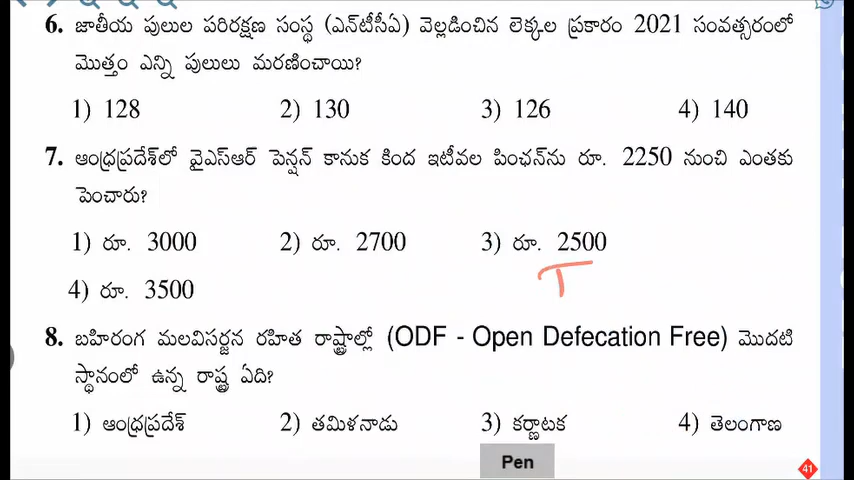 6. జాతీయ పులుల పరిరక్షణ సంస్థ (ఎన్‌టీసీఏ) వెల్లడించిన లెక్కల ప్రకారం 2021 సంవత్సరంలో
మొత్తం ఎన్ని పులులు మరణించాయి?
1) 128 2) 130 3) 126 4) 140
7. ఆంధ్రప్రదేశ్‌లో వైఎస్ఆర్ పెన్షన్ కానుక కింద ఇటీవల పింఛన్‌ను రూ. 2250 నుంచి ఎంతకు
పెంచారు?
1) రూ. 3000 2) రూ. 2700 3) రూ. 2500
4) రూ. 3500
8. బహిరంగ మలవిసర్జన రహిత రాష్ట్రాల్లో (ODF - Open Defecation Free) మొదటి
స్థానంలో ఉన్న రాష్ట్ర ఏది?
1) ఆంధ్రప్రదేశ్ 2) తమిళనాడు 3) కర్ణాటక 4) తెలంగాణ
Pen
41